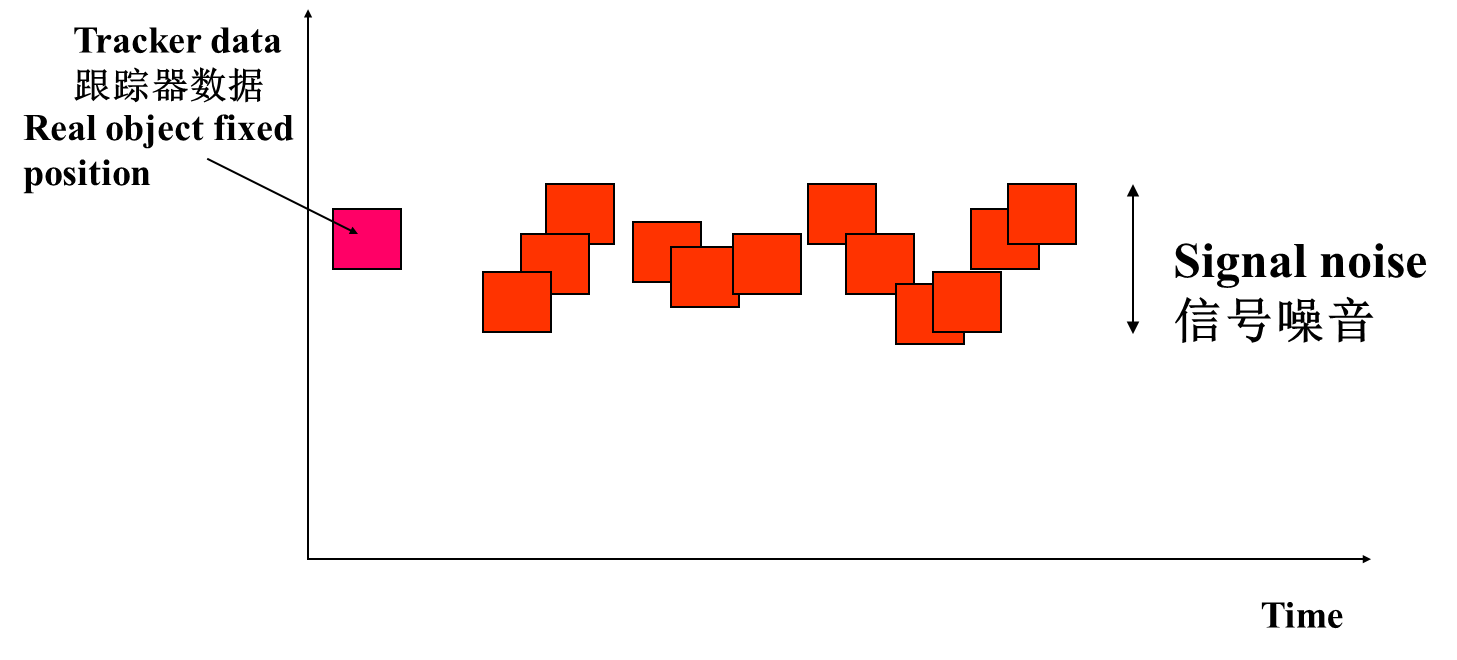 Tracker data
跟踪器数据
Real object fixed
position
Signal noise
信号噪音
Time